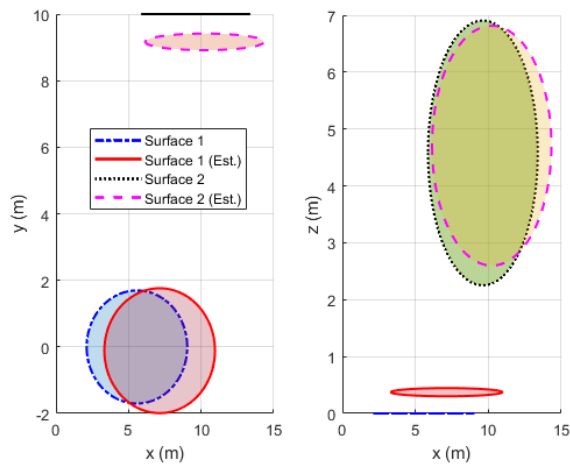 10
8
6
4
2
0
-2
y (m)
Surface 1
Surface 1 (Est.)
Surface 2
Surface 2 (Est.)
0 5 10 15
x (m)
7
6
5
4
3
2
1
0
z (m)
0 5 10 15
x (m)